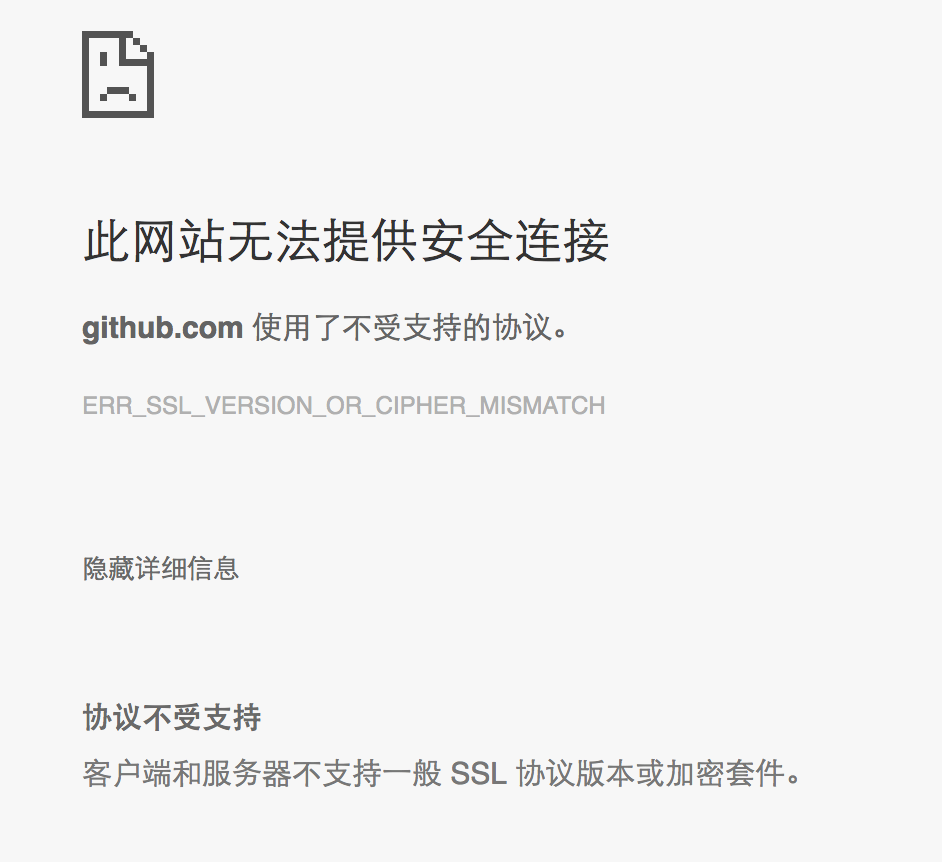 此网站无法提供安全连接
github.com 使用了不受支持的协议。
ERR_SSL_VERSION_OR_CIPHER_MISMATCH
隐藏详细信息
协议不受支持
客户端和服务器不支持一般 SSL 协议版本或加密套件。